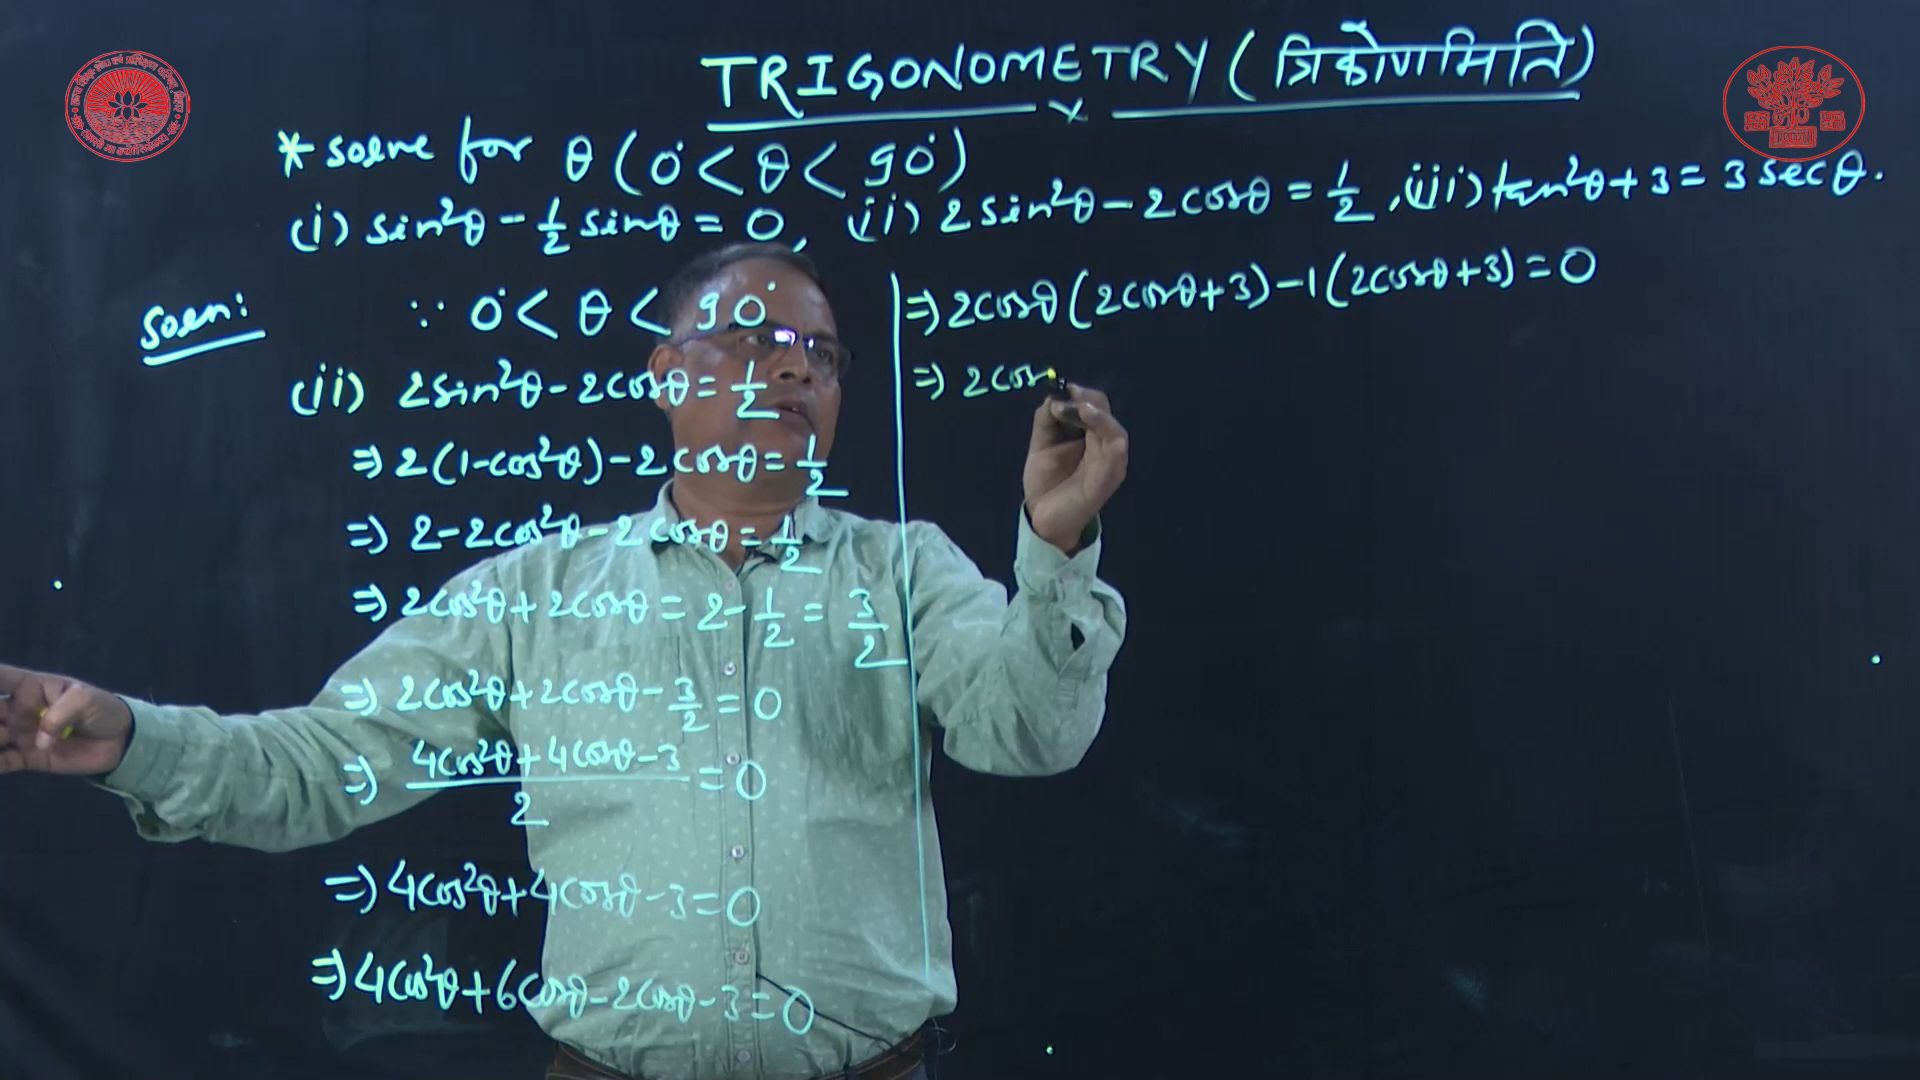 TRIGONOMETRY (त्रिकोणमिति)
* Solve for θ (0° < θ < 90°)
(i) sin²θ - 1/2 sinθ = 0, (ii) 2sin²θ - 2cosθ = 1/2, (iii) tan²θ + 3 = 3secθ.
Soln:
∵ 0° < θ < 90°
(ii) 2sin²θ - 2cosθ = 1/2
⇒ 2(1-cos²θ) - 2cosθ = 1/2
⇒ 2-2cos²θ - 2cosθ = 1/2
⇒ 2cos²θ + 2cosθ = 2 - 1/2 = 3/2
⇒ 2cos²θ + 2cosθ - 3/2 = 0
⇒ (4cos²θ + 4cosθ - 3)/2 = 0
⇒ 4cos²θ + 4cosθ - 3 = 0
⇒ 4cos²θ + 6cosθ - 2cosθ - 3 = 0
⇒ 2cosθ(2cosθ+3) - 1(2cosθ+3) = 0
⇒ 2cos